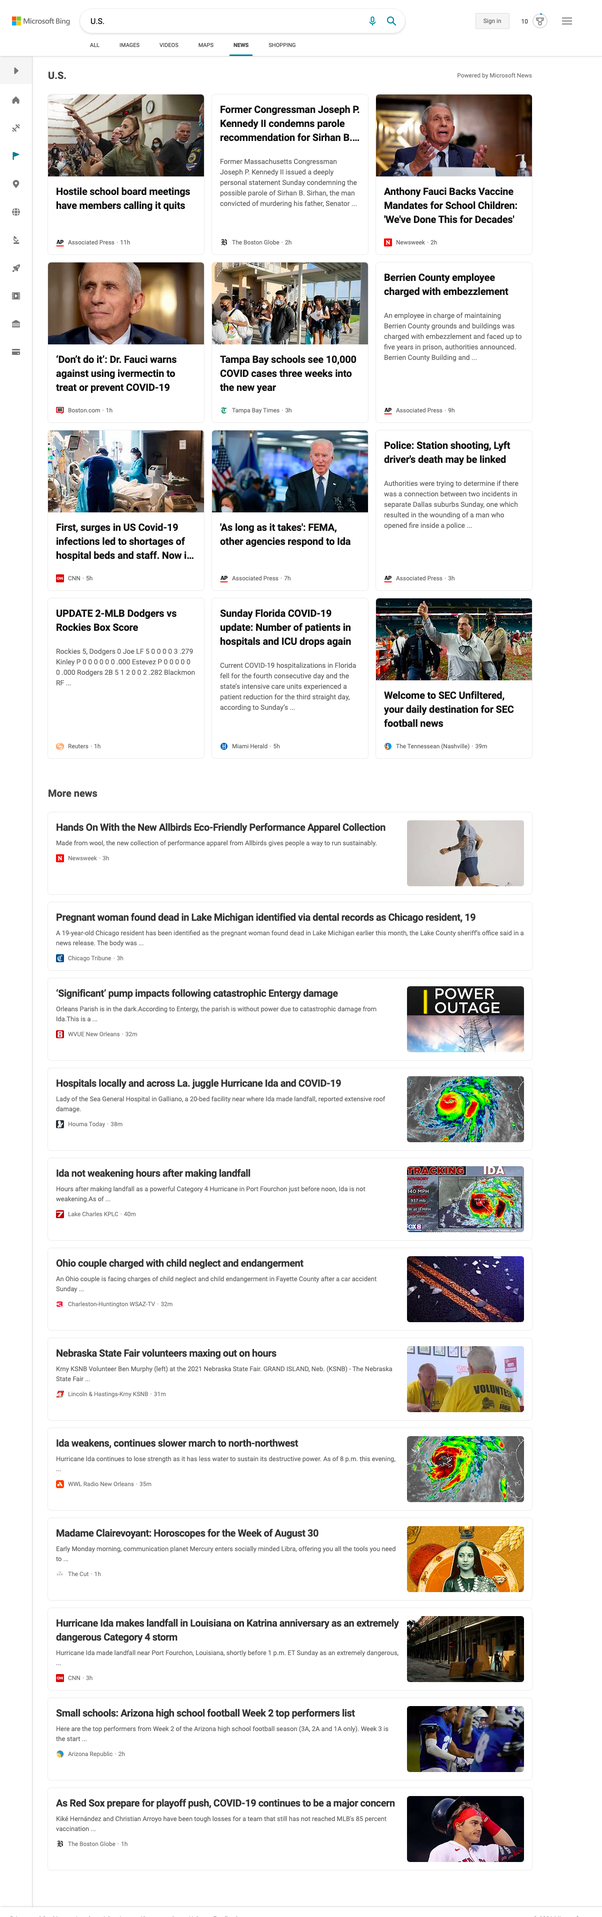 Microsoft Bing
U.S.
Sign in
10
ALL IMAGES VIDEOS MAPS NEWS SHOPPING
U.S.
Powered by Microsoft News
Hostile school board meetings
have members calling it quits
Associated Press · 11h
Former Congressman Joseph P.
Kennedy II condemns parole
recommendation for Sirhan B....
Former Massachusetts Congressman
Joseph P. Kennedy II issued a deeply
personal statement Sunday condemning the
possible parole of Sirhan B. Sirhan, the man
convicted of murdering his father, Senator ...
The Boston Globe · 2h
Anthony Fauci Backs Vaccine
Mandates for School Children:
'We've Done This for Decades'
Newsweek · 2h
‘Don’t do it’: Dr. Fauci warns
against using ivermectin to
treat or prevent COVID-19
Boston.com · 1h
Tampa Bay schools see 10,000
COVID cases three weeks into
the new year
Tampa Bay Times · 3h
Berrien County employee
charged with embezzlement
An employee in charge of maintaining
Berrien County grounds and buildings was
charged with embezzlement and faced up to
five years in prison, authorities announced.
Berrien County Building and ...
Associated Press · 9h
First, surges in US Covid-19
infections led to shortages of
hospital beds and staff. Now i...
CNN · 5h
'As long as it takes': FEMA,
other agencies respond to Ida
Associated Press · 7h
Police: Station shooting, Lyft
driver's death may be linked
Authorities were trying to determine if there
was a connection between two incidents in
separate Dallas suburbs Sunday, one which
resulted in the wounding of a man who
opened fire inside a police ...
Associated Press · 3h
UPDATE 2-MLB Dodgers vs
Rockies Box Score
Rockies 5, Dodgers 0 Joe LF 5 0 0 0 0 3 .279
Kinley P 0 0 0 0 0 0 .000 Estevez P 0 0 0 0 0
0 .000 Rodgers 2B 5 1 2 0 0 2 .282 Blackmon
RF ...
Reuters · 1h
Sunday Florida COVID-19
update: Number of patients in
hospitals and ICU drops again
Current COVID-19 hospitalizations in Florida
fell for the fourth consecutive day and the
state's intensive care units experienced a
patient reduction for the third straight day,
according to Sunday's ...
Miami Herald · 5h
Welcome to SEC Unfiltered,
your daily destination for SEC
football news
The Tennessean (Nashville) · 39m
More news
Hands On With the New Allbirds Eco-Friendly Performance Apparel Collection
Made from wool, the new collection of performance apparel from Allbirds gives people a way to run sustainably.
Newsweek · 3h
Pregnant woman found dead in Lake Michigan identified via dental records as Chicago resident, 19
A 19-year-old Chicago resident has been identified as the pregnant woman found dead in Lake Michigan earlier this month, the Lake County sheriff's office said in a
news release. The body was ...
Chicago Tribune · 3h
‘Significant’ pump impacts following catastrophic Entergy damage
Orleans Parish is in the dark.According to Entergy, the parish is without power due to catastrophic damage from
Ida.This is a ...
WVUE New Orleans · 32m
POWER
OUTAGE
Hospitals locally and across La. juggle Hurricane Ida and COVID-19
Lady of the Sea General Hospital in Galliano, a 20-bed facility near where Ida made landfall, reported extensive roof
damage.
Houma Today · 38m
Ida not weakening hours after making landfall
Hours after making landfall as a powerful Category 4 Hurricane in Port Fourchon just before noon, Ida is not
weakening.As of ...
Lake Charles KPLC · 40m
TRACKING IDA
140 MPH
FOX8
Ohio couple charged with child neglect and endangerment
An Ohio couple is facing charges of child neglect and child endangerment in Fayette County after a car accident
Sunday ...
Charleston-Huntington WSAZ-TV · 32m
Nebraska State Fair volunteers maxing out on hours
Krny KSNB Volunteer Ben Murphy (left) at the 2021 Nebraska State Fair. GRAND ISLAND, Neb. (KSNB) - The Nebraska
State Fair ...
Lincoln & Hastings-Krny KSNB · 31m
VOLUNTE
Ida weakens, continues slower march to north-northwest
Hurricane Ida continues to lose strength as it has less water to sustain its destructive power. As of 8 p.m. this evening,
...
WWL Radio New Orleans · 35m
Madame Clairevoyant: Horoscopes for the Week of August 30
Early Monday morning, communication planet Mercury enters socially minded Libra, offering you all the tools you need
to ...
The Cut · 1h
Hurricane Ida makes landfall in Louisiana on Katrina anniversary as an extremely
dangerous Category 4 storm
Hurricane Ida made landfall near Port Fourchon, Louisiana, shortly before 1 p.m. ET Sunday as an extremely dangerous,
...
CNN · 3h
Small schools: Arizona high school football Week 2 top performers list
Here are the top performers from Week 2 of the Arizona high school football season (3A, 2A and 1A only). Week 3 is
the start ...
Arizona Republic · 2h
As Red Sox prepare for playoff push, COVID-19 continues to be a major concern
Kiké Hernández and Christian Arroyo have been tough losses for a team that still has not reached MLB's 85 percent
vaccination ...
The Boston Globe · 1h